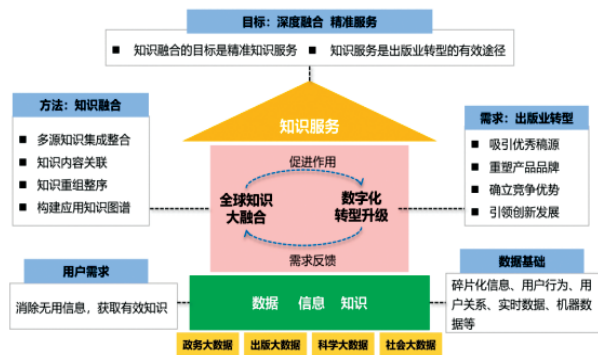 目标：深度融合 精准服务
■ 知识融合的目标是精准知识服务 ■ 知识服务是出版业转型的有效途径
方法：知识融合
■ 多源知识集成整合
■ 知识内容关联
■ 知识重组整序
■ 构建应用知识图谱
知识服务
需求：出版业转型
■ 吸引优秀稿源
■ 重塑产品品牌
■ 确立竞争优势
■ 引领创新发展
促进作用
全球知识
大融合
数字化
转型升级
需求反馈
用户需求
消除无用信息，获取有效知识
数据 信息 知识
数据基础
碎片化信息、用户行为、用
户关系、实时数据、机器数
据等
政务大数据 出版大数据 科学大数据 社会大数据